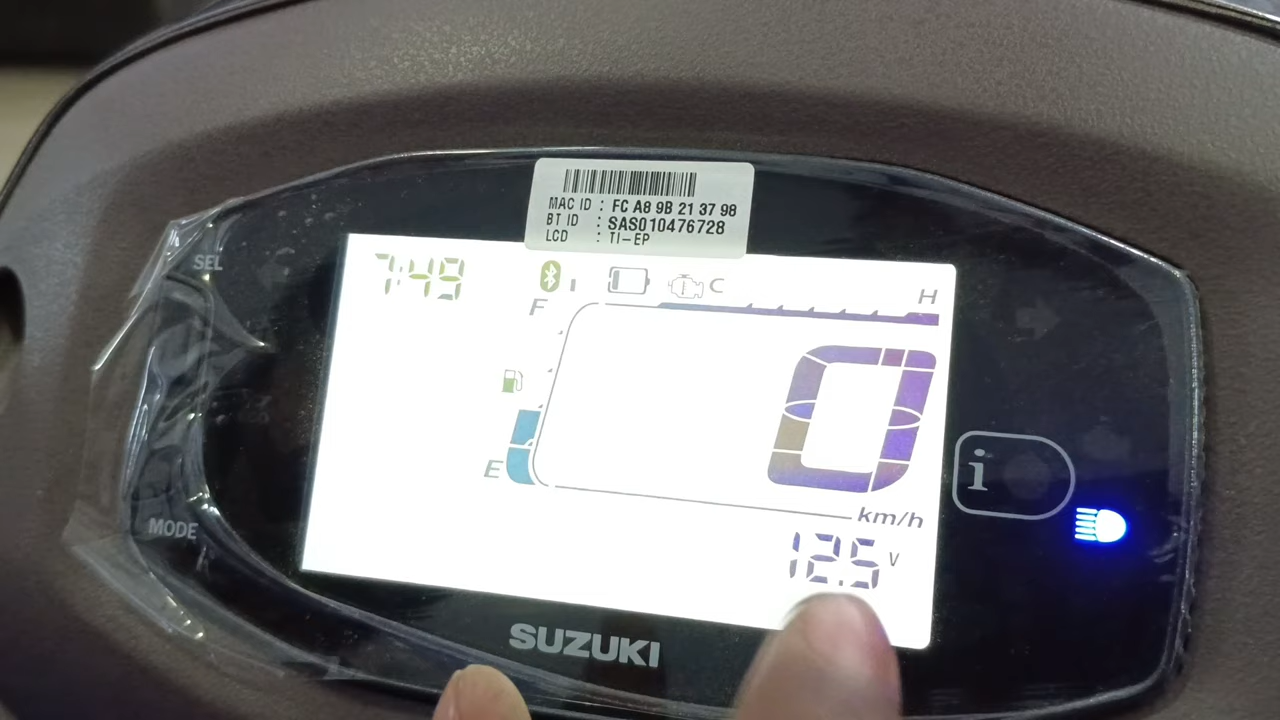 MAC ID : FC A8 9B 21 37 98
BT ID : SAS010476728
LCD : TI-EP
SEL
7:49
C
H
F
E
i
km/h
MODE
12.5 V
SUZUKI